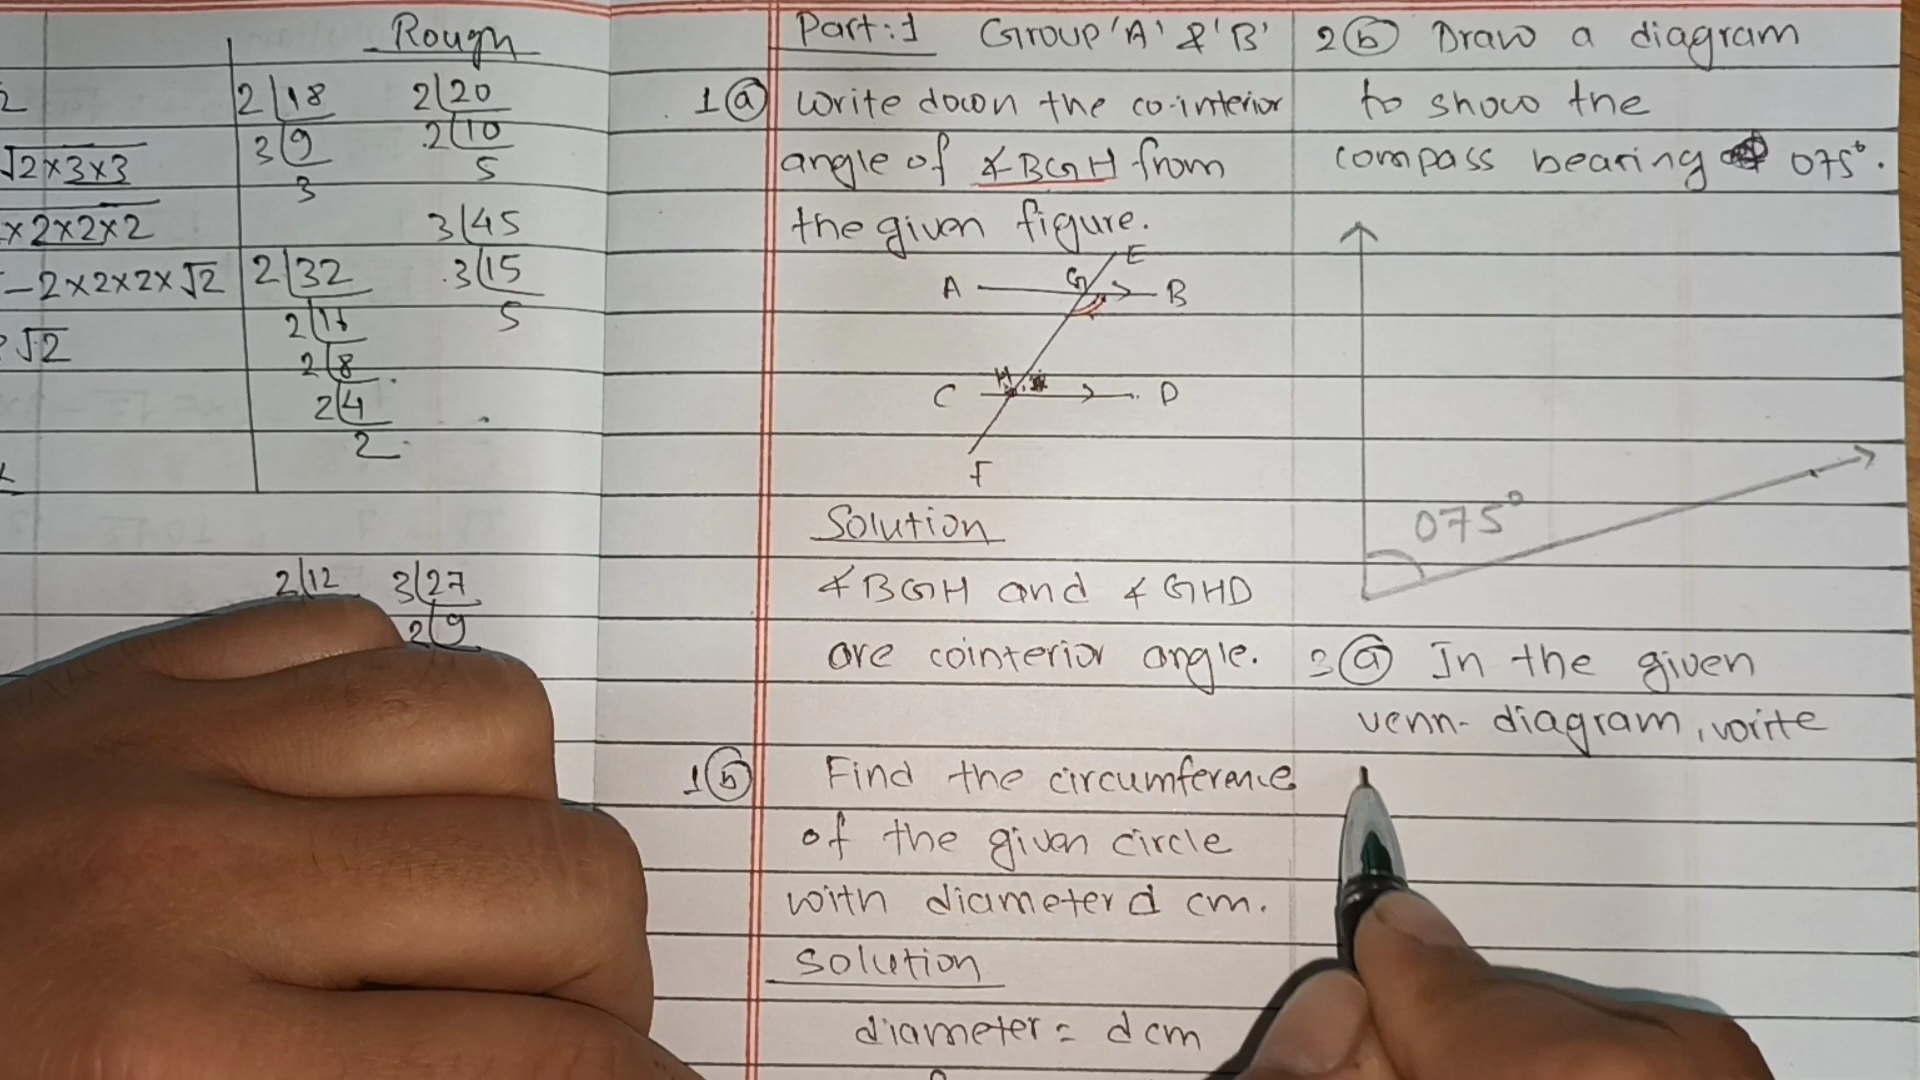 Rough
2 18
3 9
3
2 20
2 10
5
√2×3×3
×2×2×2
3 45
3 15
5
-2×2×2×√2
√2
2 32
2
2 8
2 4
2
2 12
3 27
2 9
Part:1 Group 'A' & 'B'
1 a Write down the co-interior
angle of ∡BGH from
the given figure.
E
G
A B
H
C D
F
Solution
∡BGH and ∡GHD
are cointerior angle.
1 b Find the circumference
of the given circle
with diameter d cm.
Solution
diameter = d cm
2 b Draw a diagram
to show the
compass bearing 075°.
075°
3 a In the given
venn-diagram, write